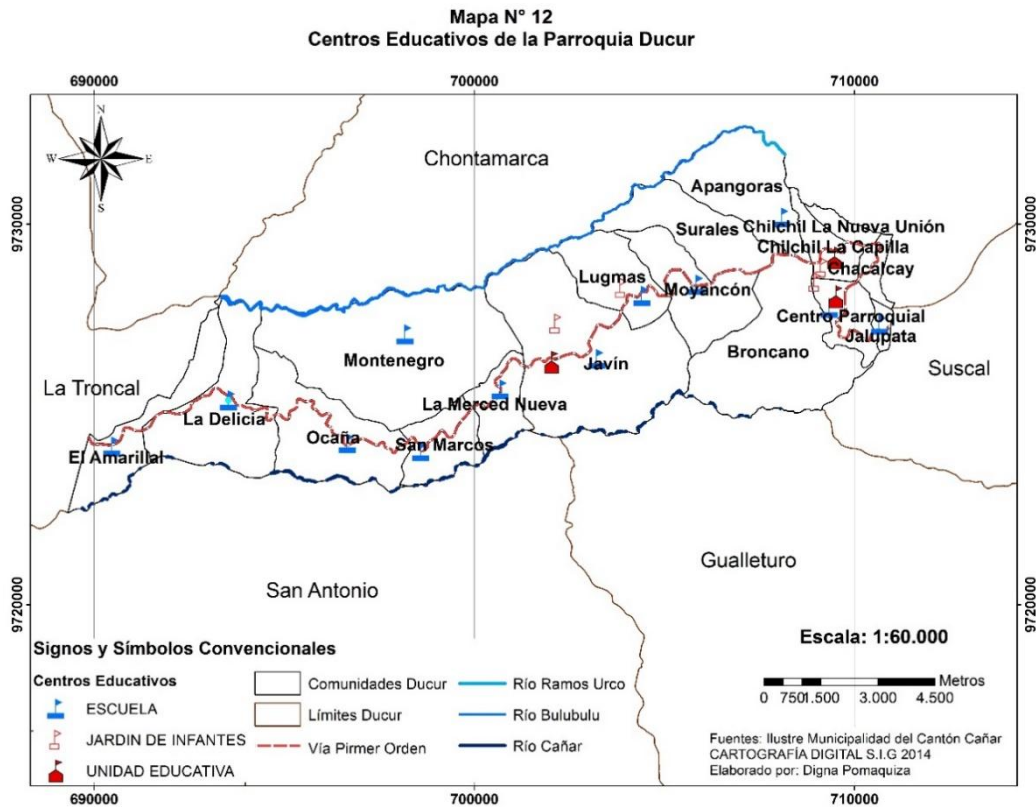 Mapa N° 12
Centros Educativos de la Parroquia Ducur
690000
700000
710000
N
W
E
S
Chontamarca
Apangoras
9730000
9730000
Surales
Chilchil La Nueva Unión
Chilchil La Capilla
Chacalcay
Lugmas
Moyancón
Centro Parroquial
Jalupata
Montenegro
Javín
Broncano
Suscal
La Troncal
La Merced Nueva
La Delicia
Ocaña
San Marcos
El Amarillal
Gualleturo
San Antonio
9720000
9720000
Signos y Símbolos Convencionales
Centros Educativos
ESCUELA
JARDIN DE INFANTES
UNIDAD EDUCATIVA
Comunidades Ducur
Límites Ducur
Vía Pirmer Orden
Río Ramos Urco
Río Bulubulu
Río Cañar
Escala: 1:60.000
Metros
0 750 1.500 3.000 4.500
Fuentes: Ilustre Municipalidad del Cantón Cañar
CARTOGRAFÍA DIGITAL S.I.G 2014
Elaborado por: Digna Pomaquiza
690000
700000
710000